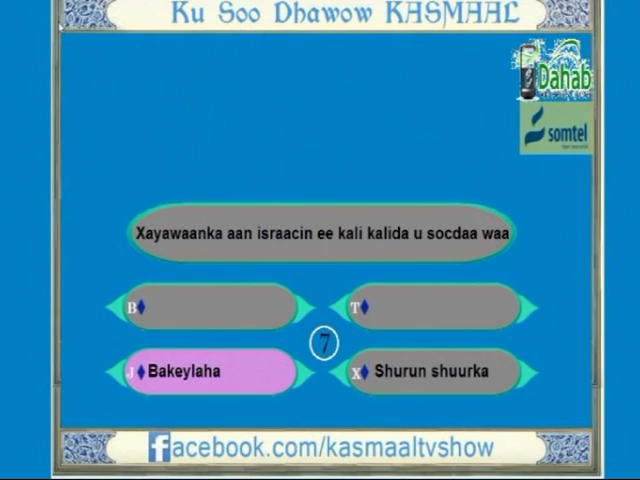 Ku Soo Dhawow KASMAAL
Dahab
somtel
Xayawaanka aan israacin ee kali kalida u socdaa waa
B
T
7
J Bakeylaha
X Shurun shuurka
facebook.com/kasmaaltvshow